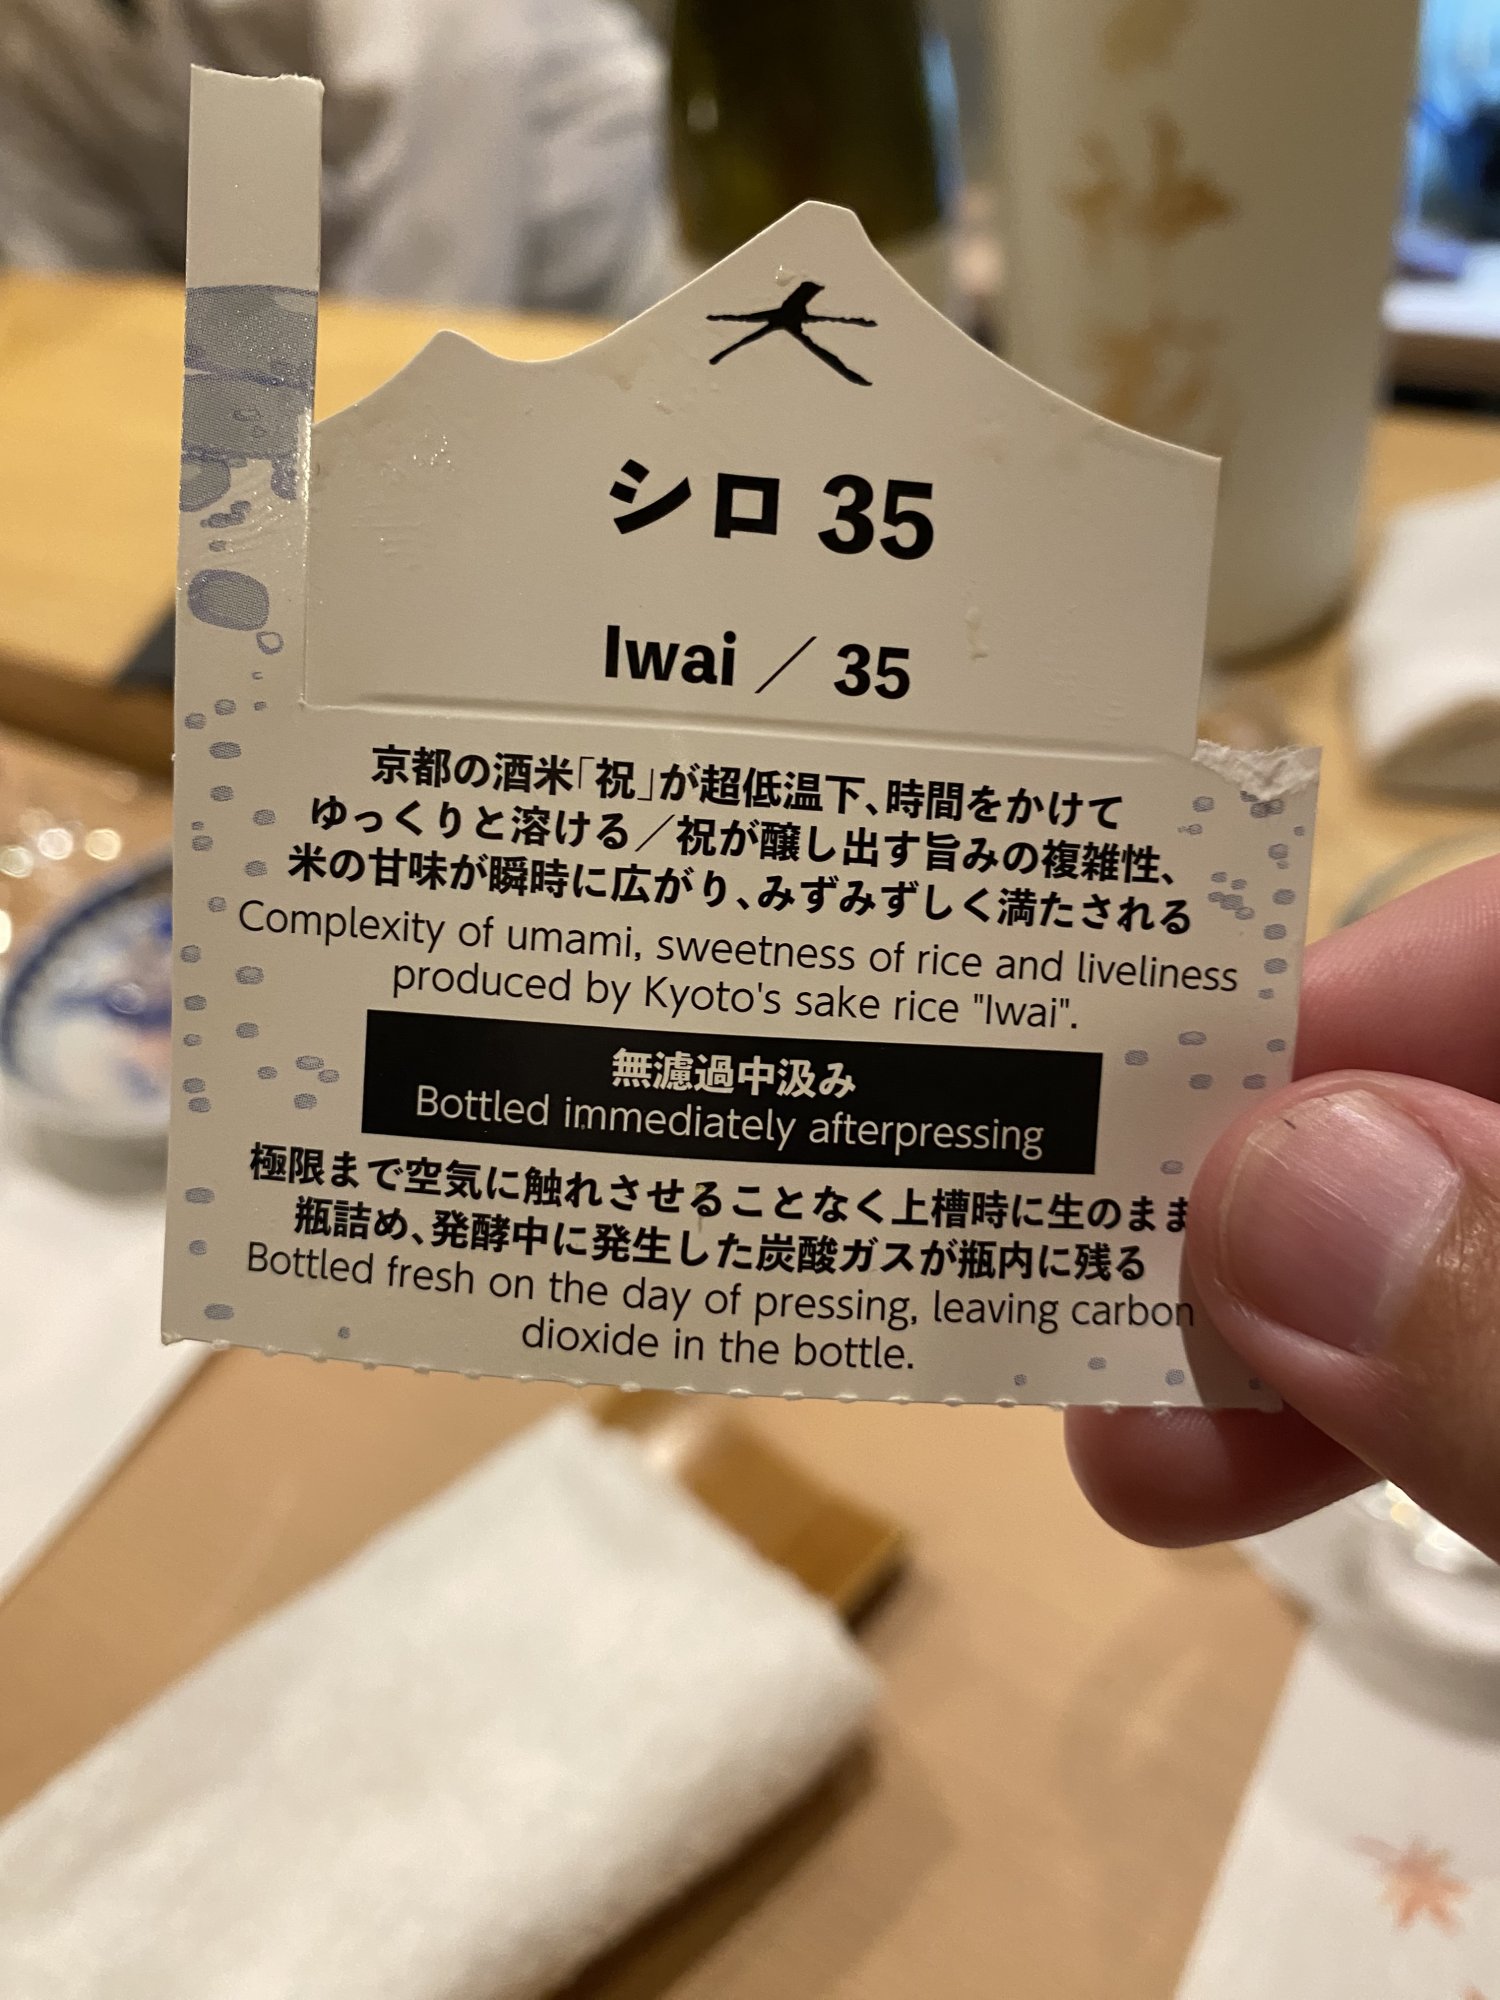 大
シロ 35
Iwai ／ 35
京都の酒米「祝」が超低温下、時間をかけて
ゆっくりと溶ける／祝が醸し出す旨みの複雑性、
米の甘味が瞬時に広がり、みずみずしく満たされる
Complexity of umami, sweetness of rice and liveliness
produced by Kyoto's sake rice "Iwai".
無濾過中汲み
Bottled immediately afterpressing
極限まで空気に触れさせることなく上槽時に生のまま
瓶詰め、発酵中に発生した炭酸ガスが瓶内に残る
Bottled fresh on the day of pressing, leaving carbon
dioxide in the bottle.